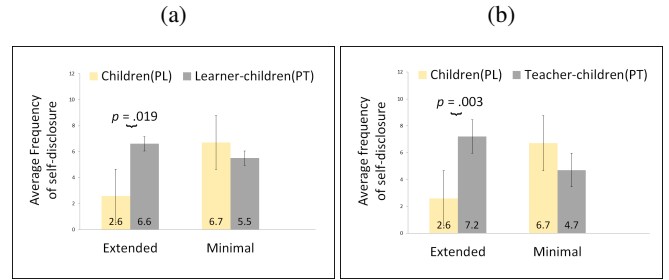 (a)
Children(PL) Learner-children(PT)
Average Frequency
of self-disclosure
12
10
8
6
4
2
0
p = .019
2.6 6.6 6.7 5.5
Extended Minimal
(b)
Children(PL) Teacher-children(PT)
Average frequency
of self-disclosure
12
10
8
6
4
2
0
p = .003
2.6 7.2 6.7 4.7
Extended Minimal